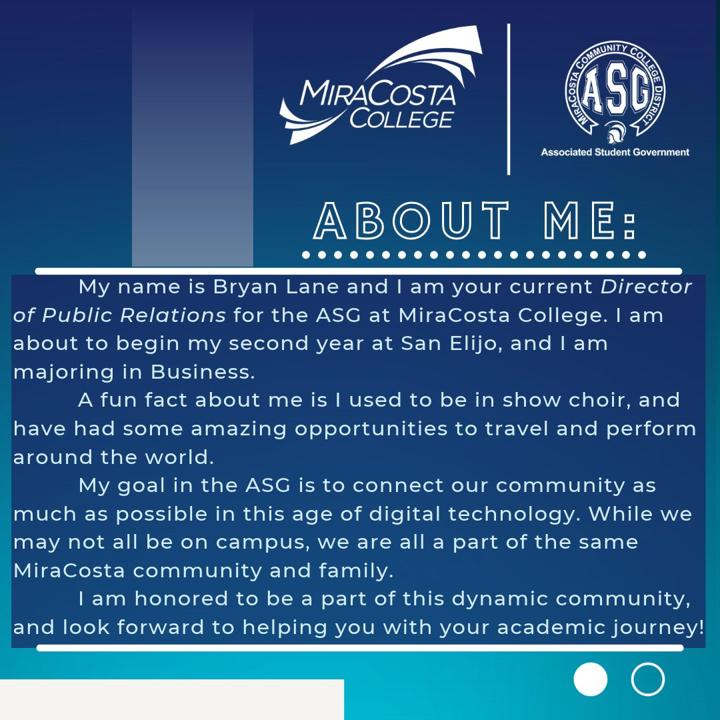 MIRACOSTA
COLLEGE
MIRACOSTA COMMUNITY COLLEGE DISTRICT
ASG
Associated Student Government
ABOUT ME:
My name is Bryan Lane and I am your current Director
of Public Relations for the ASG at MiraCosta College. I am
about to begin my second year at San Elijo, and I am
majoring in Business.
A fun fact about me is I used to be in show choir, and
have had some amazing opportunities to travel and perform
around the world.
My goal in the ASG is to connect our community as
much as possible in this age of digital technology. While we
may not all be on campus, we are all a part of the same
MiraCosta community and family.
I am honored to be a part of this dynamic community,
and look forward to helping you with your academic journey!